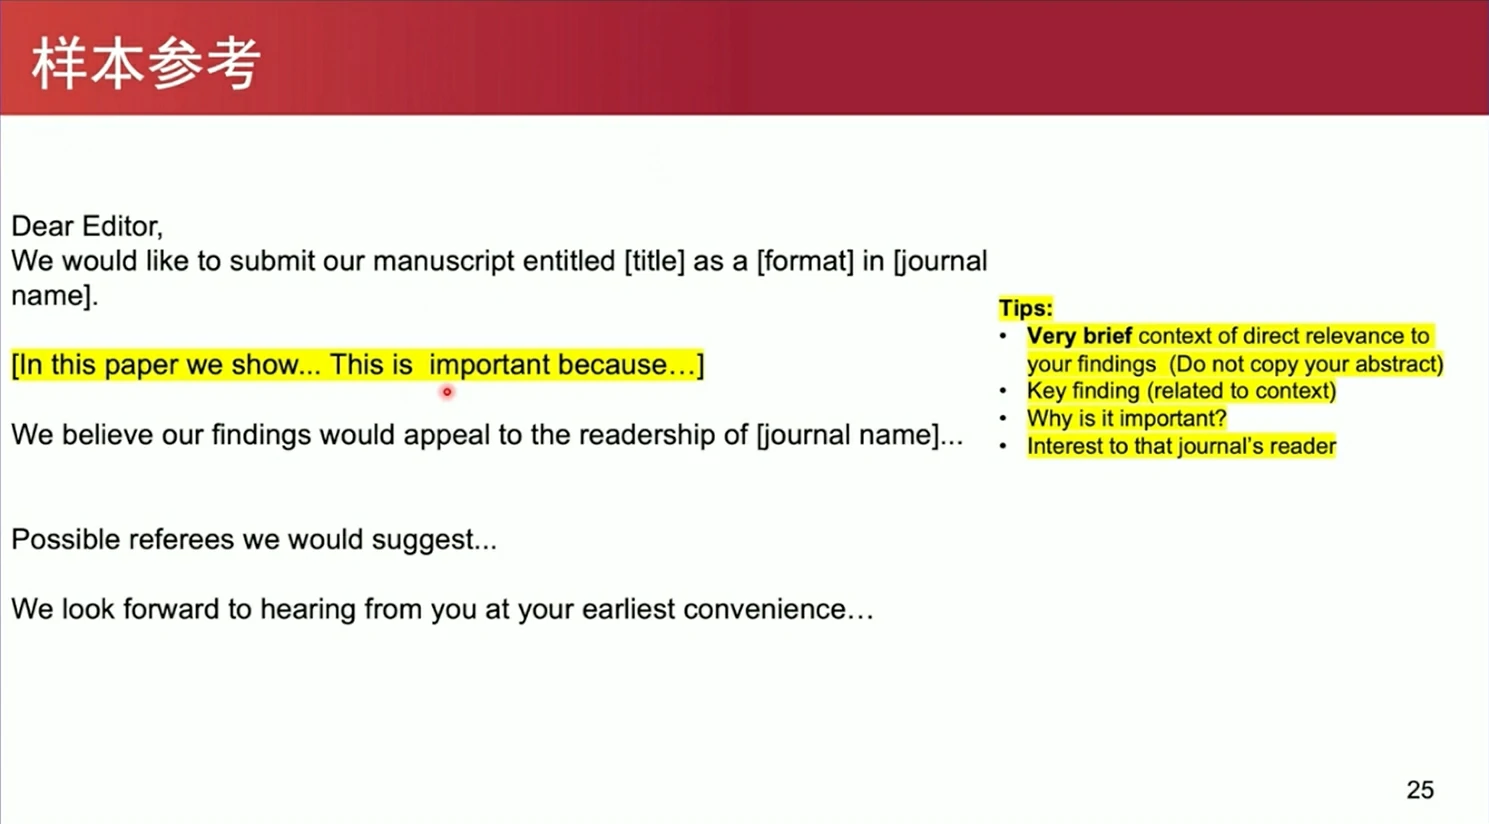 样本参考
Dear Editor,
We would like to submit our manuscript entitled [title] as a [format] in [journal
name].
[In this paper we show... This is  important because…]
We believe our findings would appeal to the readership of [journal name]...
Possible referees we would suggest...
We look forward to hearing from you at your earliest convenience…
Tips:
• Very brief context of direct relevance to
your findings  (Do not copy your abstract)
• Key finding (related to context)
• Why is it important?
• Interest to that journal's reader
25